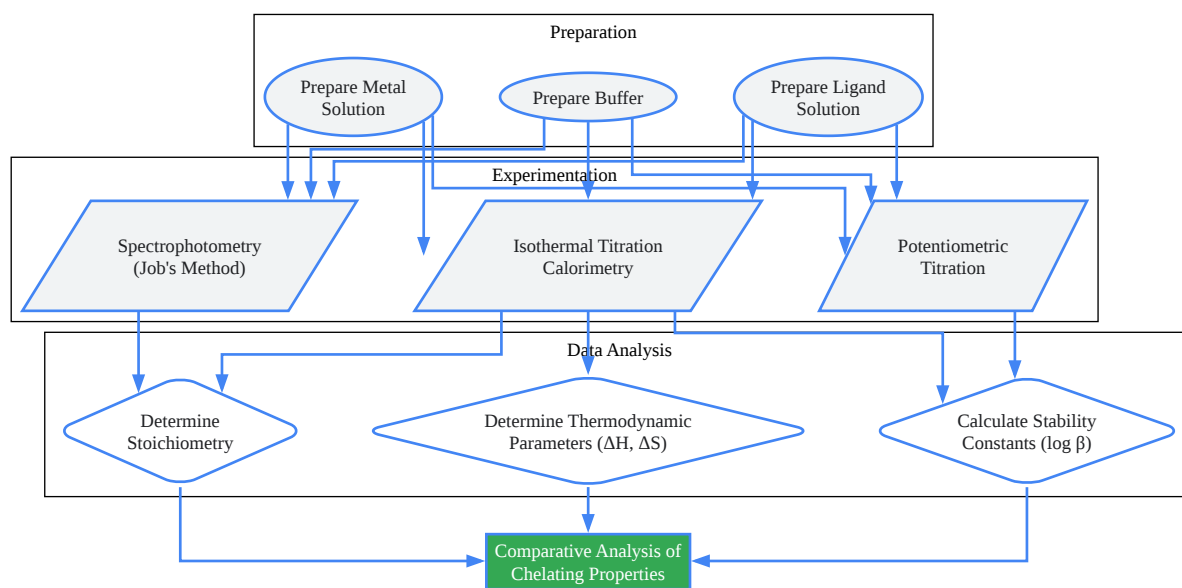 Preparation
Prepare Metal
Solution
Prepare Buffer
Prepare Ligand
Solution
Experimentation
Spectrophotometry
(Job's Method)
Isothermal Titration
Calorimetry
Potentiometric
Titration
Data Analysis
Determine
Stoichiometry
Determine Thermodynamic
Parameters (ΔH, ΔS)
Calculate Stability
Constants (log β)
Comparative Analysis of
Chelating Properties